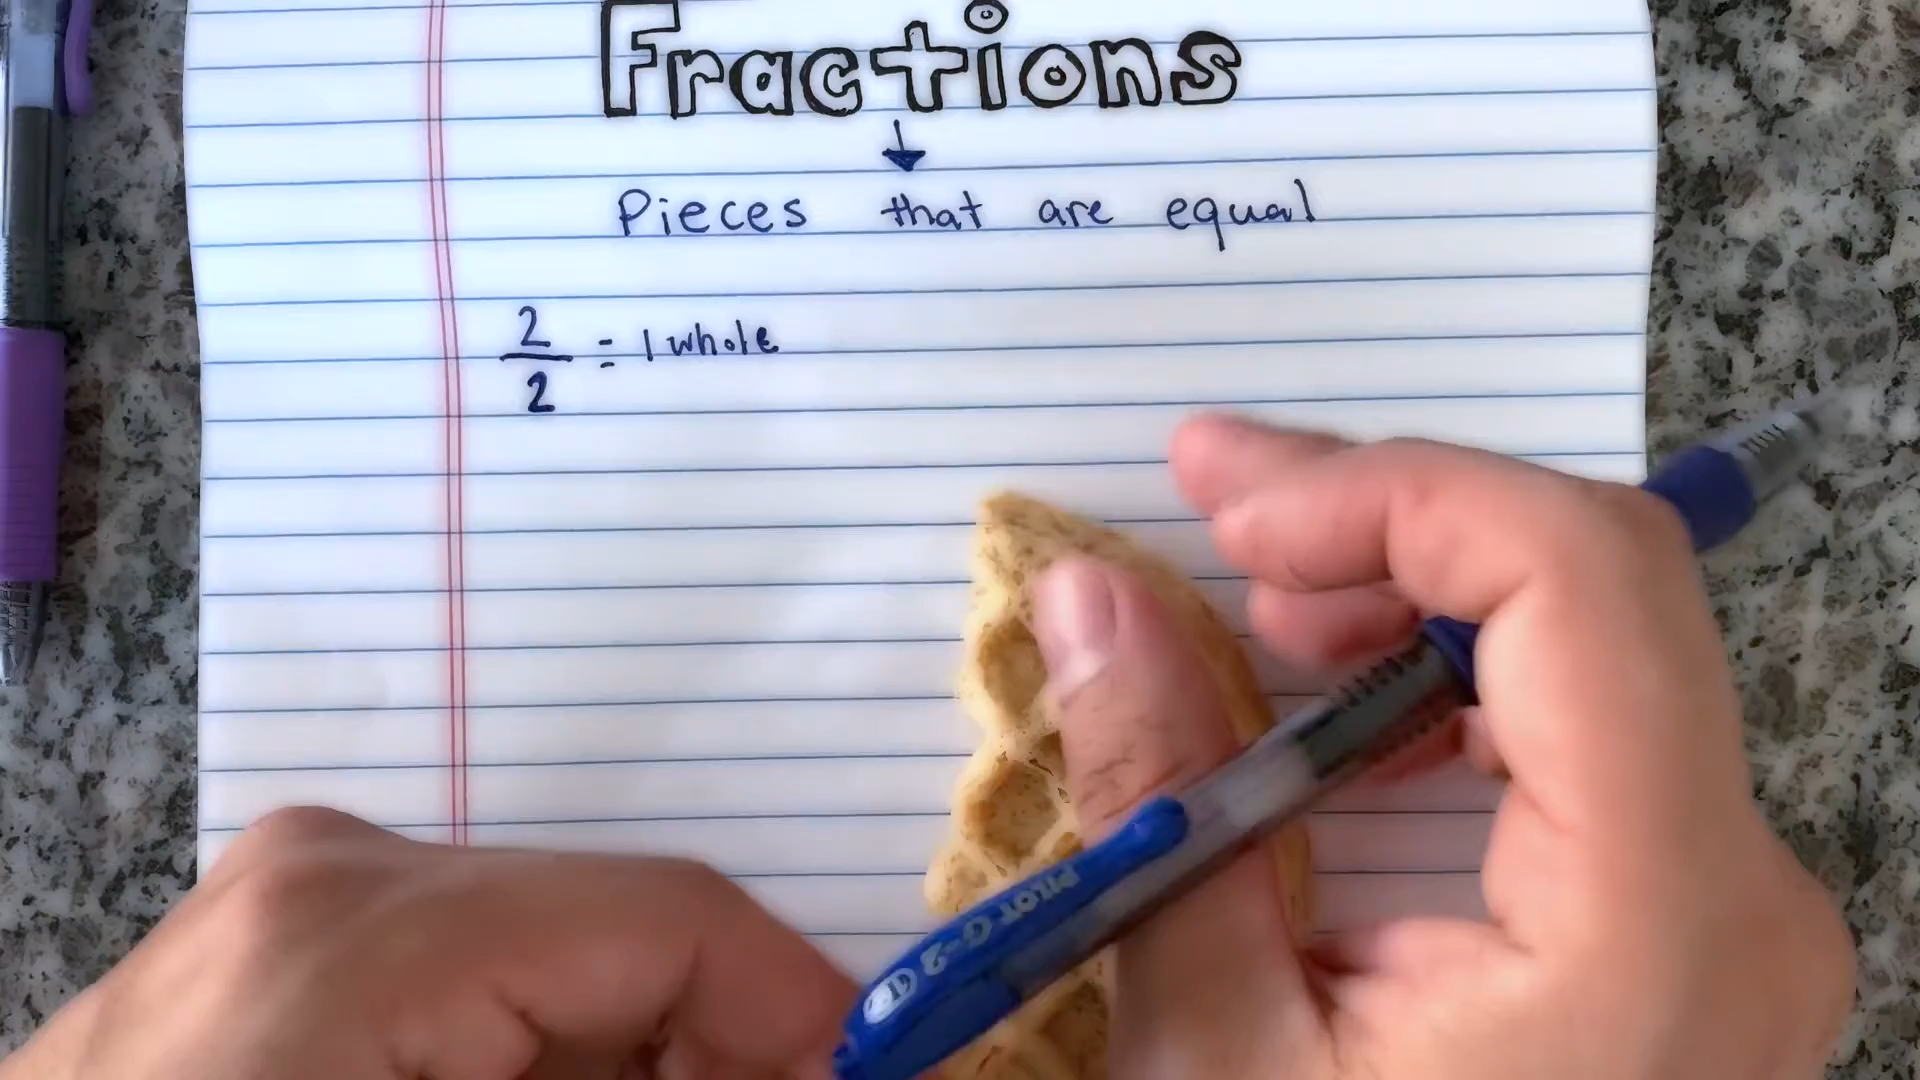 Fractions
Pieces that are equal
2/2 = 1 whole
PILOT G-2